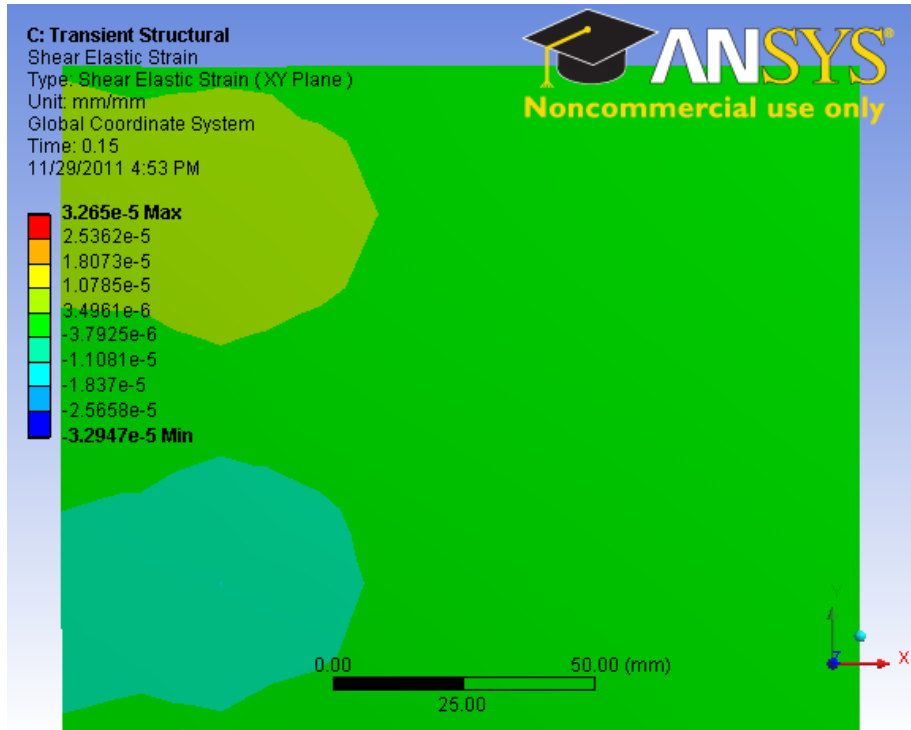 C: Transient Structural
Shear Elastic Strain
Type: Shear Elastic Strain ( XY Plane )
Unit: mm/mm
Global Coordinate System
Time: 0.15
11/29/2011 4:53 PM
ANSYS®
Noncommercial use only
3.265e-5 Max
2.5362e-5
1.8073e-5
1.0785e-5
3.4961e-6
-3.7925e-6
-1.1081e-5
-1.837e-5
-2.5658e-5
-3.2947e-5 Min
0.00
50.00 (mm)
25.00
Y
Z
X